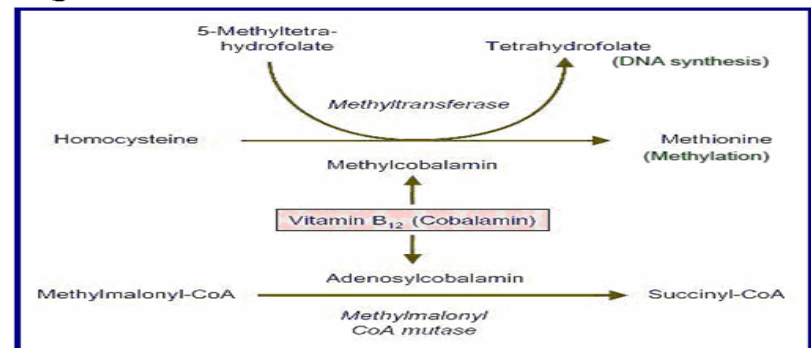 5-Methyltetra-
hydrofolate
Tetrahydrofolate
(DNA synthesis)
Methyltransferase
Homocysteine
Methionine
(Methylation)
Methylcobalamin
Vitamin B12 (Cobalamin)
Adenosylcobalamin
Methylmalonyl-CoA
Succinyl-CoA
Methylmalonyl
CoA mutase